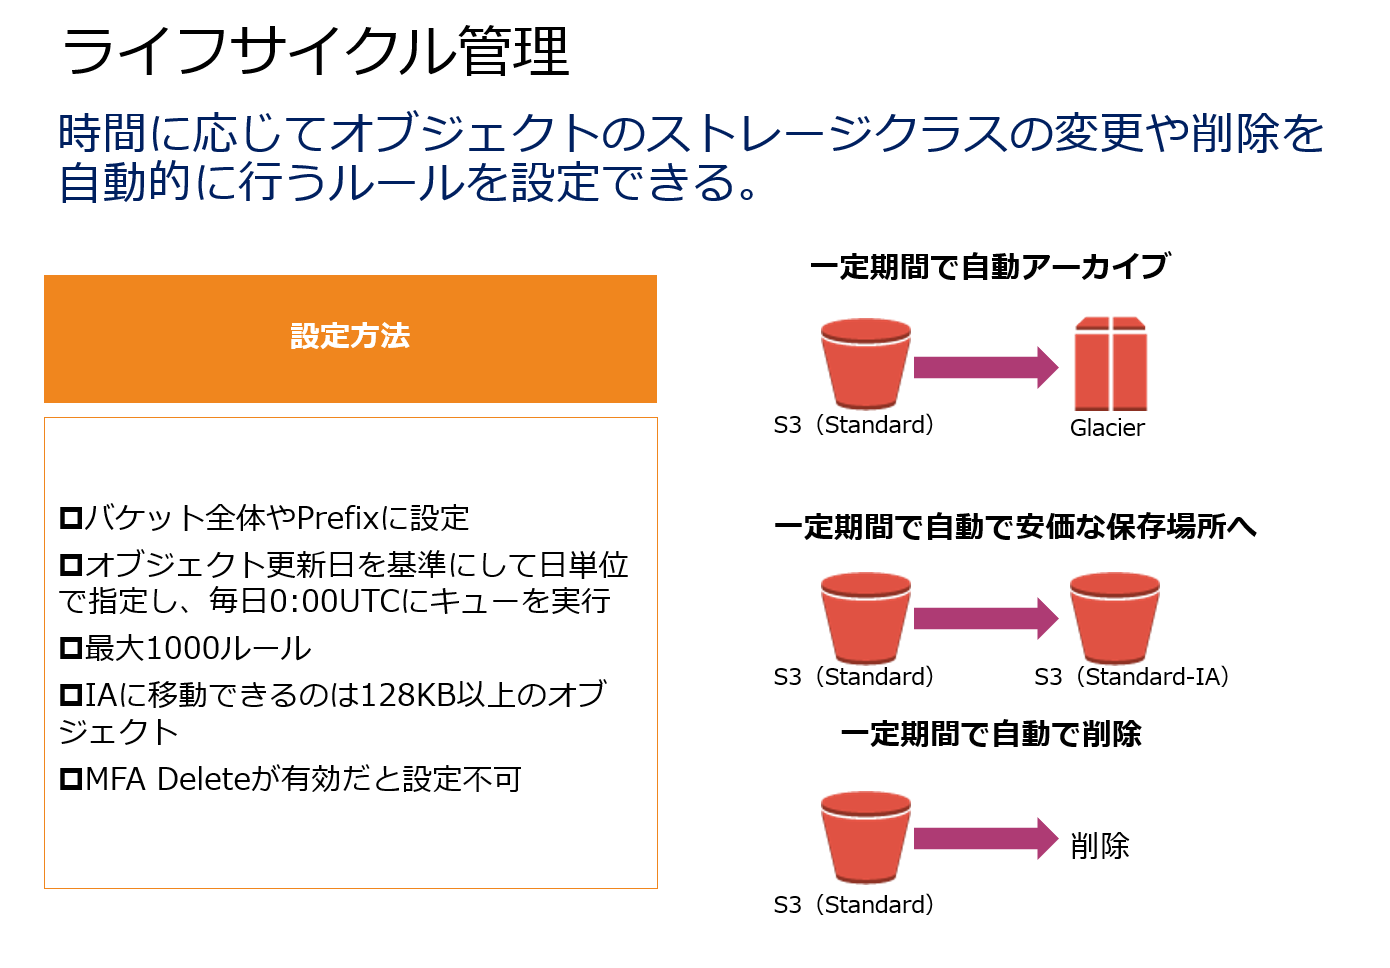 ライフサイクル管理
時間に応じてオブジェクトのストレージクラスの変更や削除を
自動的に行うルールを設定できる。
設定方法
バケット全体やPrefixに設定
オブジェクト更新日を基準にして日単位
で指定し、毎日0:00UTCにキューを実行
最大1000ルール
IAに移動できるのは128KB以上のオブ
ジェクト
MFA Deleteが有効だと設定不可
一定期間で自動アーカイブ
S3（Standard）
Glacier
一定期間で自動で安価な保存場所へ
S3（Standard）
S3（Standard-IA）
一定期間で自動で削除
削除
S3（Standard）